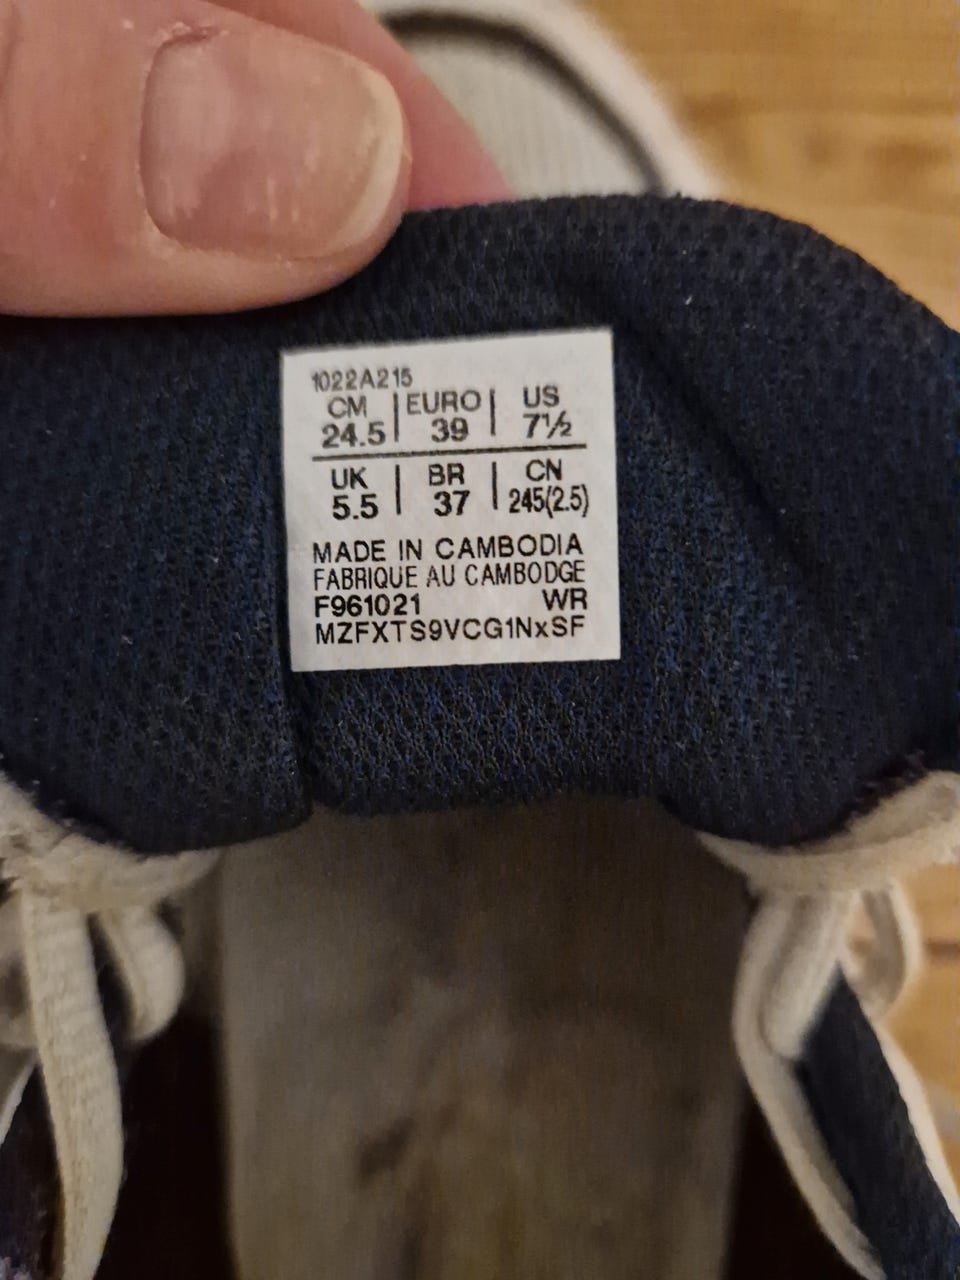 1022A215
CM | EURO | US
24.5 | 39 | 7½
UK | BR | CN
5.5 | 37 | 245(2.5)
MADE IN CAMBODIA
FABRIQUE AU CAMBODGE
F961021 WR
MZFXTS9VCG1NxSF